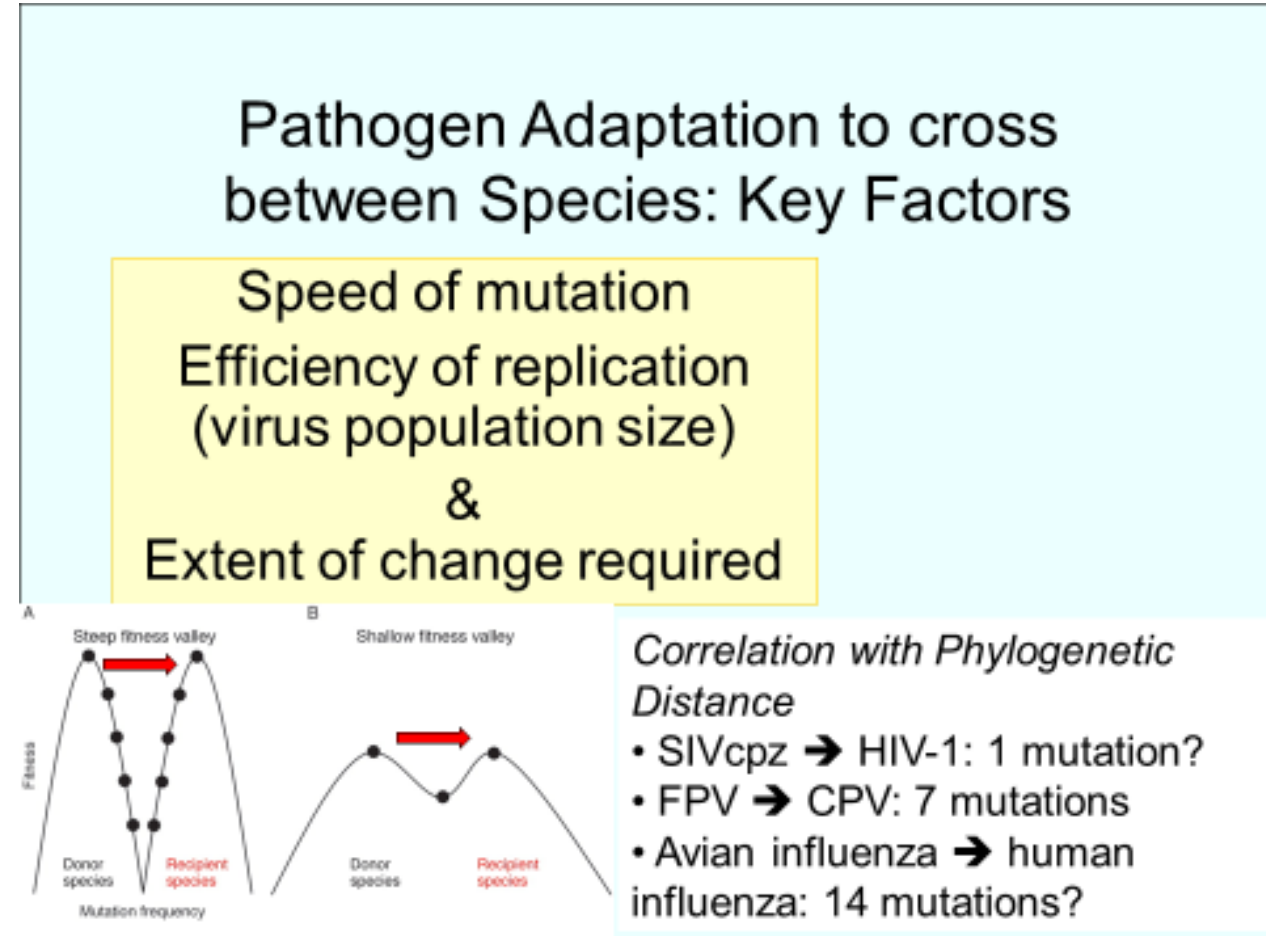 Pathogen Adaptation to cross
between Species: Key Factors
Speed of mutation
Efficiency of replication
(virus population size)
&
Extent of change required
A
Steep fitness valley
Fitness
Donor
species
Recipient
species
Mutation frequency
B
Shallow fitness valley
Donor
species
Recipient
species
Correlation with Phylogenetic
Distance
• SIVcpz ➔ HIV-1: 1 mutation?
• FPV ➔ CPV: 7 mutations
• Avian influenza ➔ human
influenza: 14 mutations?